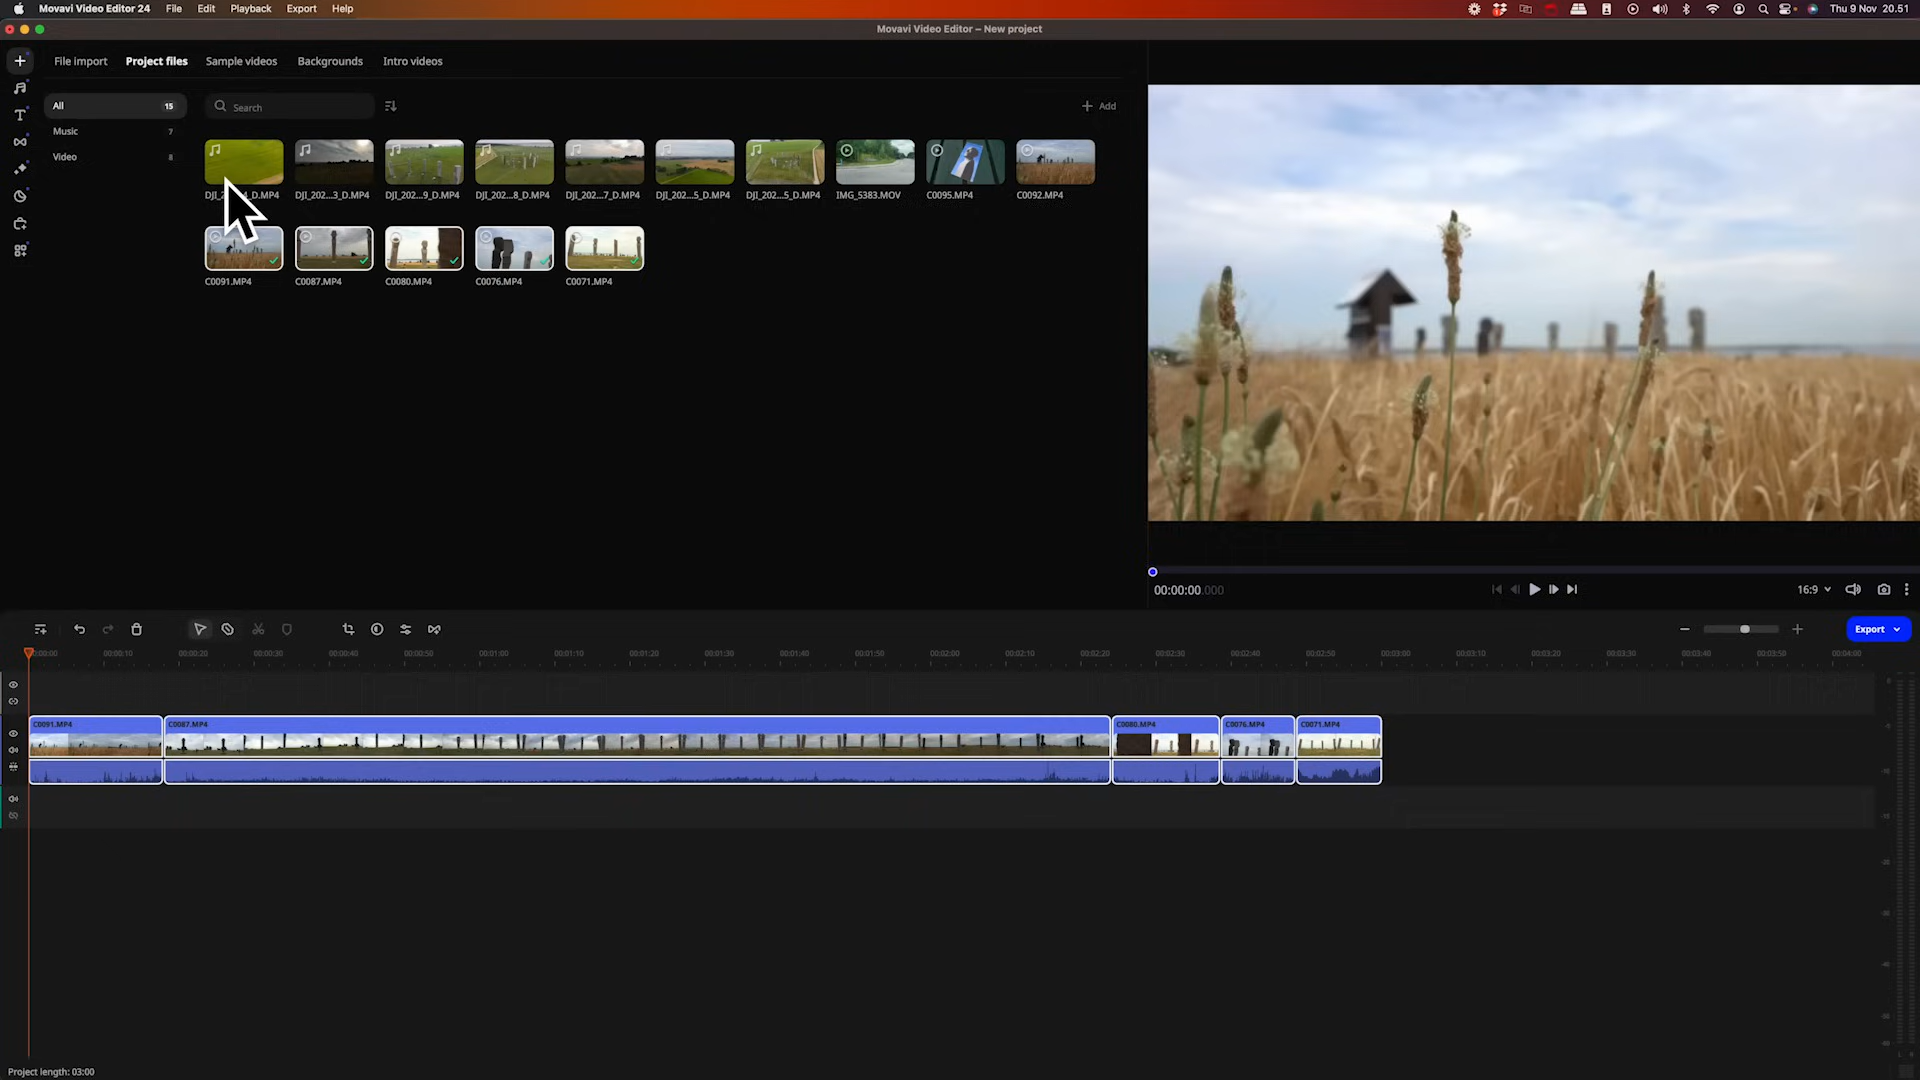 Movavi Video Editor 24 File Edit Playback Export Help Thu 9 Nov 20.51
Movavi Video Editor – New project
File import Project files Sample videos Backgrounds Intro videos
All 15
Search
Add
Music 7
Video 8
DJI_2 _D.MP4 DJI_202...3_D.MP4 DJI_202...9_D.MP4 DJI_202...8_D.MP4 DJI_202...7_D.MP4 DJI_202...5_D.MP4 DJI_202...5_D.MP4 IMG_5383.MOV C0095.MP4 C0092.MP4
C0091.MP4 C0087.MP4 C0080.MP4 C0076.MP4 C0071.MP4
00:00:00.000 16:9
Export
:00:00 00:00:10 00:00:20 00:00:30 00:00:40 00:00:50 00:01:00 00:01:10 00:01:20 00:01:30 00:01:40 00:01:50 00:02:00 00:02:10 00:02:20 00:02:30 00:02:40 00:02:50 00:03:00 00:03:10 00:03:20 00:03:30 00:03:40 00:03:50 00:04:00
C0091.MP4 C0087.MP4 C0080.MP4 C0076.MP4 C0071.MP4
Project length: 03:00